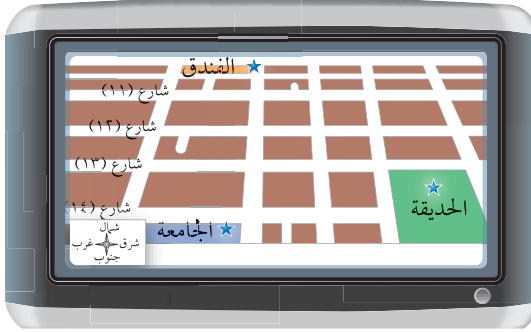 الفندق
شارع (١١)
شارع (١٢)
شارع (١٣)
شارع (١٤)
الحديقة
الجامعة
شمال
شرق غرب
جنوب